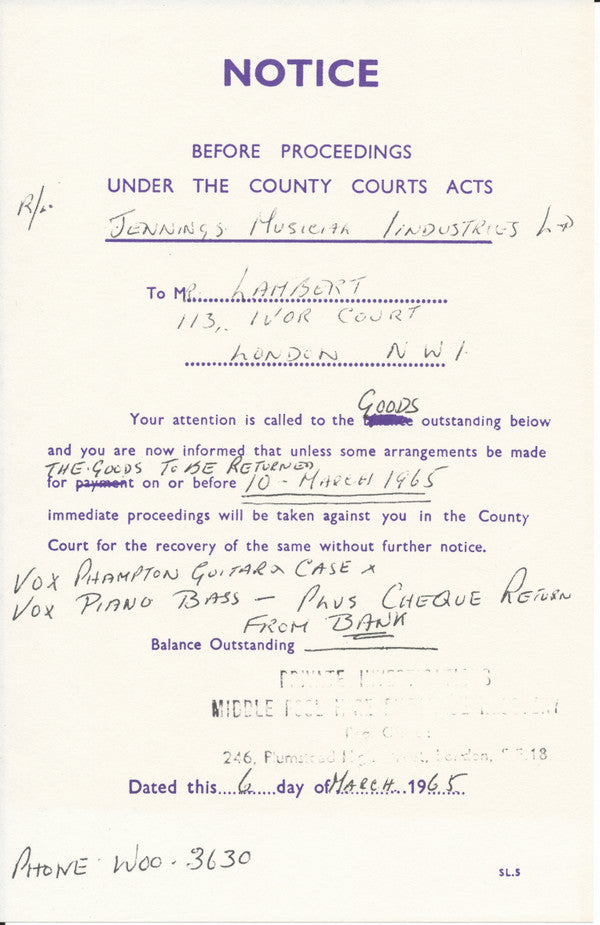 NOTICE
BEFORE PROCEEDINGS
UNDER THE COUNTY COURTS ACTS
JENNINGS MUSICIAL INDUSTRIES LTD
To MR. LAMBERT
113, IVOR COURT
LONDON NW1.
GOODS
Your attention is called to the balance outstanding below
and you are now informed that unless some arrangements be made
THE GOODS TO BE RETURNED
for payment on or before 10 - MARCH 1965
immediate proceedings will be taken against you in the County
Court for the recovery of the same without further notice.
VOX PHAMPTON GUITAR & CASE x
VOX PIANO BASS - PLUS CHEQUE RETURN
FROM BANK
Balance Outstanding
PRIVATE
MIDDLE
246, Plumstead High Street, London, S.E.18
Dated this....6.....day of MARCH...1965
PHONE WOO - 3630
SL.5